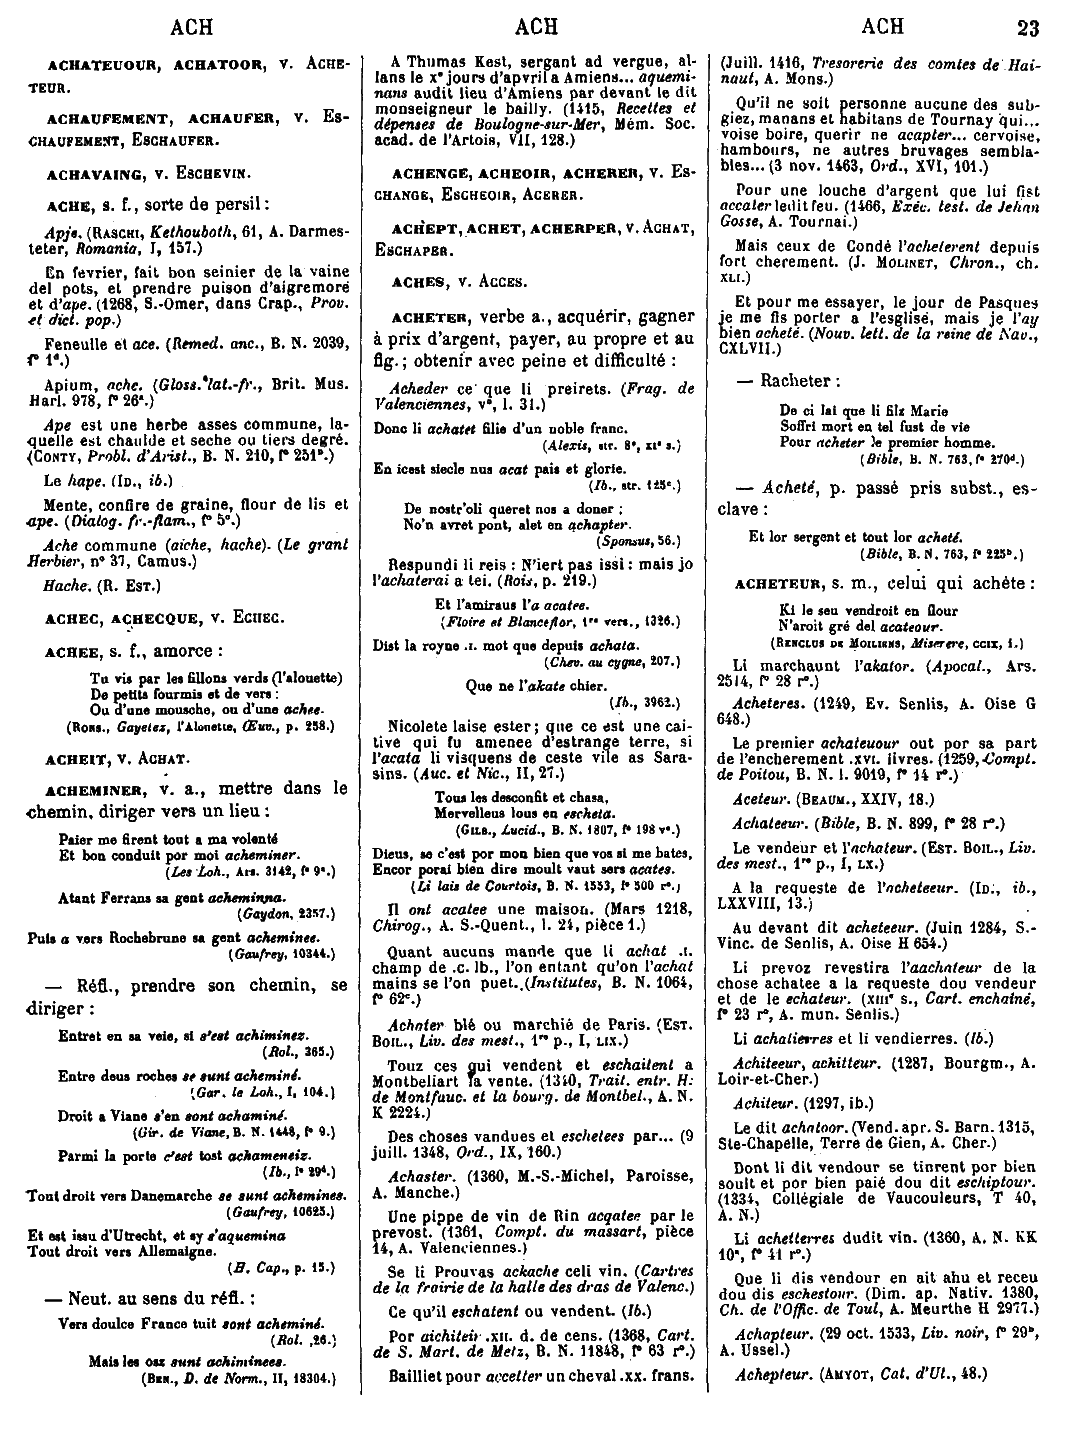 ACH ACH ACH 23
ACHATEUOUR, ACHATOOR, v. ACHE-
TEUR.
ACHAUFEMENT, ACHAUFER, v. Es-
CHAUFEMENT, ESCHAUFER.
ACHAVAING, v. ESCHEVIN.
ACHE, s. f., sorte de persil :
Apje. (RASCHI, Kethouboth, 61, A. Darmes-
teter, Romania, I, 157.)
En fevrier, fait bon seinier de la vaine
del pots, et prendre puison d'aigremoré
et d'ape. (1268, S.-Omer, dans Crap., Prov.
et dict. pop.)
Feneulle et ace. (Remed. anc., B. N. 2039,
f° 1d.)
Apium, ache. (Gloss. lat.-fr., Brit. Mus.
Harl. 978, f° 26a.)
Ape est une herbe asses commune, la-
quelle est chaulde et seche ou tiers degré.
(CONTY, Probl. d'Arist., B. N. 210, f° 251b.)
Le hape. (ID., ib.)
Mente, confire de graine, flour de lis et
ape. (Dialog. fr.-flam., f° 5c.)
Ache commune (aiche, hache). (Le grant
Herbier, n° 37, Camus.)
Hache. (R. EST.)
ACHEC, ACHECQUE, v. ECHEC.
ACHEE, s. f., amorce :
Tu vis par les sillons verds (l'alouette)
De petits fourmis et de vers :
Ou d'une mousche, ou d'une achee.
(RONS., Gayetez, l'Alouette, Œuv., p. 258.)
ACHEIT, v. ACHAT.
ACHEMINER, v. a., mettre dans le
chemin, diriger vers un lieu :
Paier me firent tout a ma volenté
Et bon conduit por moi acheminer.
(Les Loh., Ars. 3142, f° 9c.)
Atant Ferrans sa gent achemina.
(Gaydon, 2357.)
Puis a vers Rochebrune sa gent acheminee.
(Gaufrey, 10344.)
— Réfl., prendre son chemin, se
diriger :
Entret en sa veie, si s'est achiminez.
(Rol., 365.)
Entre deus roches se sunt acheminé.
(Gar. le Loh., I, 104.)
Droit a Viane s'en sont achaminé.
(Gir. de Viane, B. N. 1448, f° 9.)
Parmi la porte c'est tost achameneiz.
(Ib., f° 29d.)
Tout droit vers Danemarche se sunt achemines.
(Gaufrey, 10625.)
Et est issu d'Utrecht, et sy s'aquemina
Tout droit vers Allemaigne.
(H. Cap., p. 15.)
— Neut. au sens du réfl. :
Vers doulce France tuit sont acheminé.
(Rol. ,26.)
Mais les osz sunt achiminees.
(BEN., D. de Norm., II, 18304.)
A Thumas Kest, sergant ad vergue, al-
lans le xe jours d'apvril a Amiens... aquemi-
nans audit lieu d'Amiens par devant le dit
monseigneur le bailly. (1415, Recettes et
dépenses de Boulogne-sur-Mer, Mém. Soc.
acad. de l'Artois, VII, 128.)
ACHENGE, ACHEOIR, ACHERER, v. Es-
CHANGE, ESCHEOIR, ACERER.
ACHEPT, ACHET, ACHERPER, v. ACHAT,
ESCHAPER.
ACHES, v. ACCES.
ACHETER, verbe a., acquérir, gagner
à prix d'argent, payer, au propre et au
fig. ; obtenir avec peine et difficulté :
Acheder ce que li preirets. (Frag. de
Valenciennes, v°, l. 31.)
Donc li achatet filie d'un noble franc.
(Alexis, str. 8e, xie s.)
En icest siecle nus acat pais et glorie.
(Ib., str. 125e.)
De nostr'oli queret nos a doner ;
No'n avret pont, alet en achapter.
(Sponsus, 56.)
Respundi li reis : N'iert pas issi : mais jo
l'achaterai a tei. (Rois, p. 219.)
Et l'amiraus l'a acatee.
(Floire et Blanceflor, 1re vers., 1326.)
Dist la royne .I. mot que depuis achata.
(Chev. au cygne, 207.)
Que ne l'akate chier.
(Ib., 3962.)
Nicolete laise ester ; que ce est une cai-
tive qui fu amenee d'estrange terre, si
l'acata li visquens de ceste vile as Sara-
sins. (Auc. et Nic., II, 27.)
Tous les desconfit et chasa,
Merveilleus lous en escheta.
(GILB., Lucid., B. N. 1807, f° 198 v°.)
Dieus, se c'est por mon bien que vos si me bates,
Encor porai bien dire moult vaut sers acates.
(Li lais de Courtois, B. N. 1553, f° 500 r°.)
Il ont acatee une maison. (Mars 1218,
Chirog., A. S.-Quent., l. 24, pièce 1.)
Quant aucuns mande que li achat .I.
champ de .c. lb., l'on entant qu'on l'achat
mains se l'on puet. (Institutes, B. N. 1064,
f° 62c.)
Achater blé ou marchié de Paris. (EST.
BOIL., Liv. des mest., 1re p., I, LIX.)
Touz ces qui vendent et eschaitent a
Montbeliart la vente. (1340, Trait. entr. H.
de Montfauc. et la bourg. de Montbel., A. N.
K 2224.)
Des choses vandues et eschetees par... (9
juill. 1348, Ord., IX, 160.)
Achaster. (1360, M.-S.-Michel, Paroisse,
A. Manche.)
Une pippe de vin de Rin acqatee par le
prevost. (1361, Compt. du massart, pièce
14, A. Valenciennes.)
Se li Prouvas ackache celi vin. (Cartres
de la frairie de la halle des dras de Valenc.)
Ce qu'il eschatent ou vendent. (Ib.)
Por aichiteir .XII. d. de cens. (1368, Cart.
de S. Mart. de Metz, B. N. 11848, f° 63 r°.)
Bailliet pour accetter un cheval .xx. frans.
(Juill. 1416, Tresorerie des comtes de Hai-
naut, A. Mons.)
Qu'il ne soit personne aucune des sub-
giez, manans et habitans de Tournay qui...
voise boire, querir ne acapter... cervoise,
hambours, ne autres bruvages sembla-
bles... (3 nov. 1463, Ord., XVI, 101.)
Pour une louche d'argent que lui fist
accater ledit feu. (1466, Exéc. test. de Jehan
Gosse, A. Tournai.)
Mais ceux de Condé l'achelerent depuis
fort cherement. (J. MOLINET, Chron., ch.
XLI.)
Et pour me essayer, le jour de Pasques
je me fis porter a l'esglise, mais je l'ay
bien acheté. (Nouv. lett. de la reine de Nav.,
CXLVII.)
— Racheter :
De ci lai que li filz Marie
Soffri mort en tel fust de vie
Pour acheter le premier homme.
(Bible, B. N. 763, f° 270d.)
— Acheté, p. passé pris subst., es-
clave :
Et lor sergent et tout lor acheté.
(Bible, B. N. 763, f° 225b.)
ACHETEUR, s. m., celui qui achète :
Ki le seu vendroit en flour
N'aroit gré del acateour.
(RENCLUS DE MOILIENS, Miserere, CCIX, 1.)
Li marchaunt l'akator. (Apocal., Ars.
2514, f° 28 r°.)
Acheteres. (1249, Ev. Senlis, A. Oise G
648.)
Le premier achateuour out por sa part
de l'encherement .XVI. livres. (1259, Compt.
de Poitou, B. N. l. 9019, f° 14 r°.)
Aceteur. (BEAUM., XXIV, 18.)
Achateeur. (Bible, B. N. 899, f° 28 r°.)
Le vendeur et l'achateur. (EST. BOIL., Liv.
des mest., 1re p., I, LX.)
A la requeste de l'acheteeur. (ID., ib.,
LXXVIII, 13.)
Au devant dit acheteeur. (Juin 1284, S.-
Vinc. de Senlis, A. Oise H 654.)
Li prevoz revestira l'aachateur de la
chose achatee a la requeste dou vendeur
et de le echateur. (XIIIe s., Cart. enchaîné,
f° 23 r°, A. mun. Senlis.)
Li achatierres et li vendierres. (Ib.)
Achiteeur, achitteur. (1287, Bourgm., A.
Loir-et-Cher.)
Achiteur. (1297, ib.)
Le dit achatoor. (Vend. apr. S. Barn. 1315,
Ste-Chapelle, Terre de Gien, A. Cher.)
Dont li dit vendour se tinrent por bien
soult et por bien paié dou dit eschiptour.
(1334, Collégiale de Vaucouleurs, T 40,
A. N.)
Li achetterres dudit vin. (1360, A. N. KK
10a, f° 41 r°.)
Que li dis vendour en ait ahu et receu
dou dis eschestour. (Dim. ap. Nativ. 1380,
Ch. de l'Offic. de Toul, A. Meurthe H 2977.)
Achapteur. (29 oct. 1533, Liv. noir, f° 29b,
A. Ussel.)
Achepteur. (AMYOT, Cat. d'Ut., 48.)